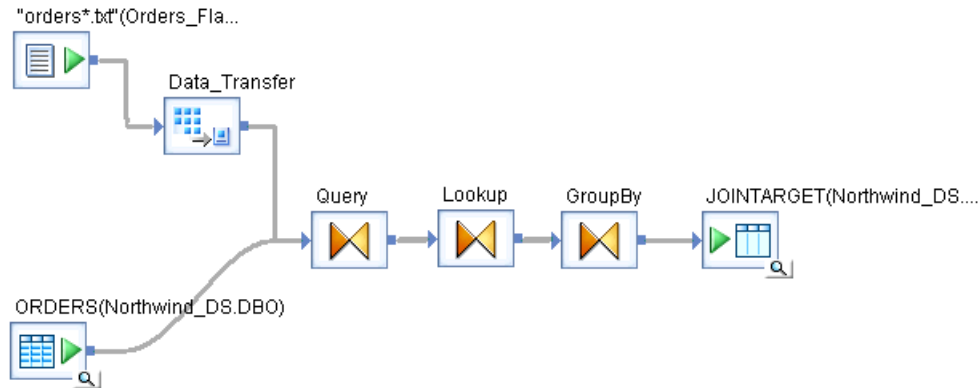 "orders*.txt"(Orders_Fla...
Data_Transfer
Query
Lookup
GroupBy
JOINTARGET(Northwind_DS....
ORDERS(Northwind_DS.DBO)